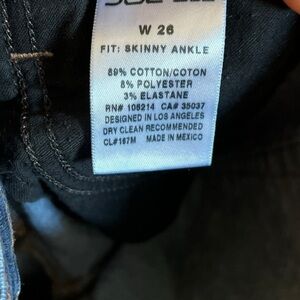 W 26
FIT: SKINNY ANKLE
89% COTTON/COTON
8% POLYESTER
3% ELASTANE
RN# 108214 CA# 35037
DESIGNED IN LOS ANGELES
DRY CLEAN RECOMMENDED
CL#167M MADE IN MEXICO